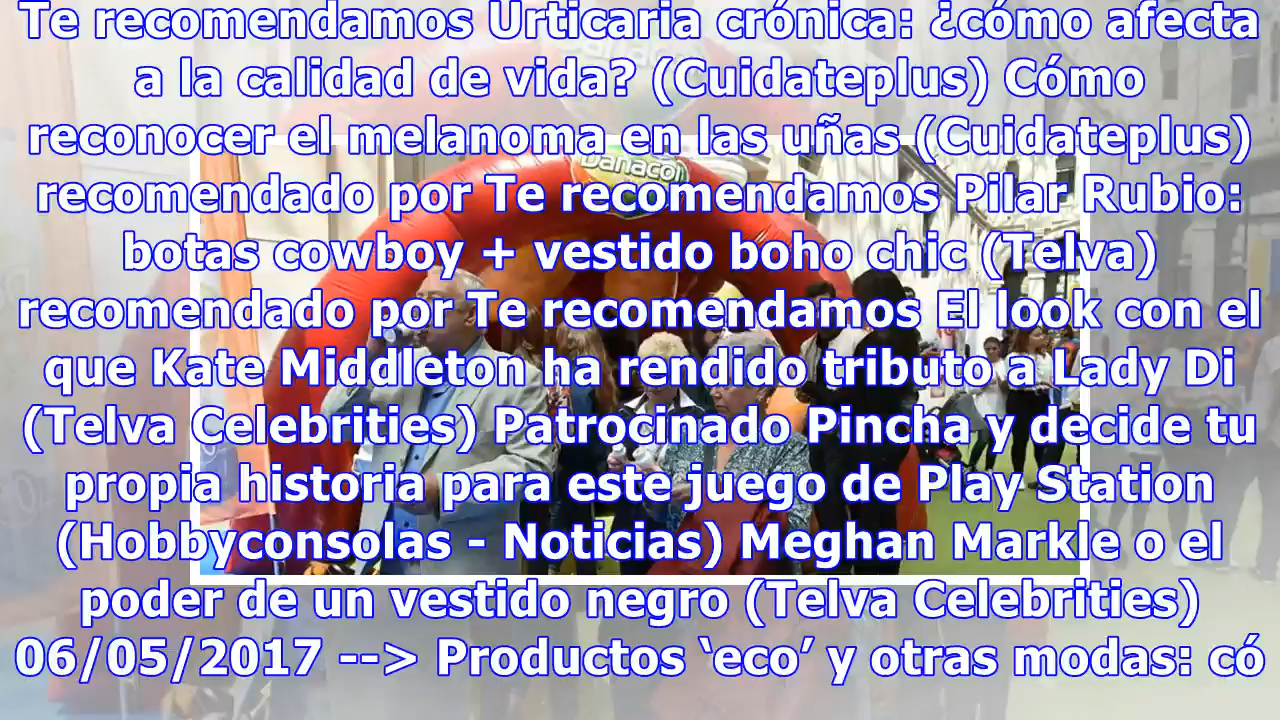 Te recomendamos Urticaria crónica: ¿cómo afecta
a la calidad de vida? (Cuidateplus) Cómo
reconocer el melanoma en las uñas (Cuidateplus)
recomendado por Te recomendamos Pilar Rubio:
botas cowboy + vestido boho chic (Telva)
recomendado por Te recomendamos El look con el
que Kate Middleton ha rendido tributo a Lady Di
(Telva Celebrities) Patrocinado Pincha y decide tu
propia historia para este juego de Play Station
(Hobbyconsolas - Noticias) Meghan Markle o el
poder de un vestido negro (Telva Celebrities)
06/05/2017 --> Productos ‘eco’ y otras modas: có
Danacol